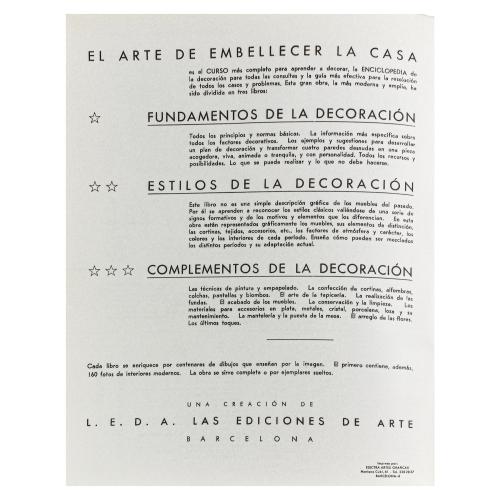 EL ARTE DE EMBELLECER LA CASA
es el CURSO más completo para aprender a decorar, la ENCICLOPEDIA de
la decoración para todas las consultas y la guía más efectiva para la resolución
de todos los casos y problemas. Esta gran obra, la más moderna y amplia, ha
sido dividida en tres libros:
☆ FUNDAMENTOS DE LA DECORACIÓN
Todos los principios y normas básicas. La información más específica sobre
todos los factores decorativos. Los ejemplos y sugestiones para desarrollar
un plan de decoración y transformar cuatro paredes desnudas en una pieza
acogedora, viva, animada o tranquila, y con personalidad. Todos los recursos y
posibilidades. Lo que se puede realizar y lo que no debe hacerse.
☆ ☆ ESTILOS DE LA DECORACIÓN
Este libro no es una simple descripción gráfica de los muebles del pasado.
Por él se aprenden a reconocer los estilos clásicos valiéndose de una serie de
signos formativos y de los motivos y elementos que los diferencian. En esta
obra están representados gráficamente los muebles, sus elementos de distinción,
las cortinas, tejidos, accesorios, etc., los factores de atmósfera y carácter, los
colores y los interiores de cada período. Enseña cómo pueden ser mezclados
los distintos períodos y su adaptación actual.
☆ ☆ ☆ COMPLEMENTOS DE LA DECORACIÓN
Las técnicas de pintura y empapelado. La confección de cortinas, alfombras,
colchas, pantallas y biombos. El arte de la tapicería. La realización de las
fundas. El acabado de los muebles. La conservación y la limpieza. Los
materiales para accesorios en plata, metales, cristal, porcelana, loza y su
mantenimiento. La mantelería y la puesta de la mesa. El arreglo de las flores.
Los últimos toques.
Cada libro se enriquece por centenares de dibujos que enseñan por la imagen. El primero contiene, además,
160 fotos de interiores modernos. La obra se sirve completa o por ejemplares sueltos.
UNA CREACIÓN DE
L. E. D. A. LAS EDICIONES DE ARTE
BARCELONA
Impreso por:
ELECTRA ARTES GRAFICAS
BARCELONA